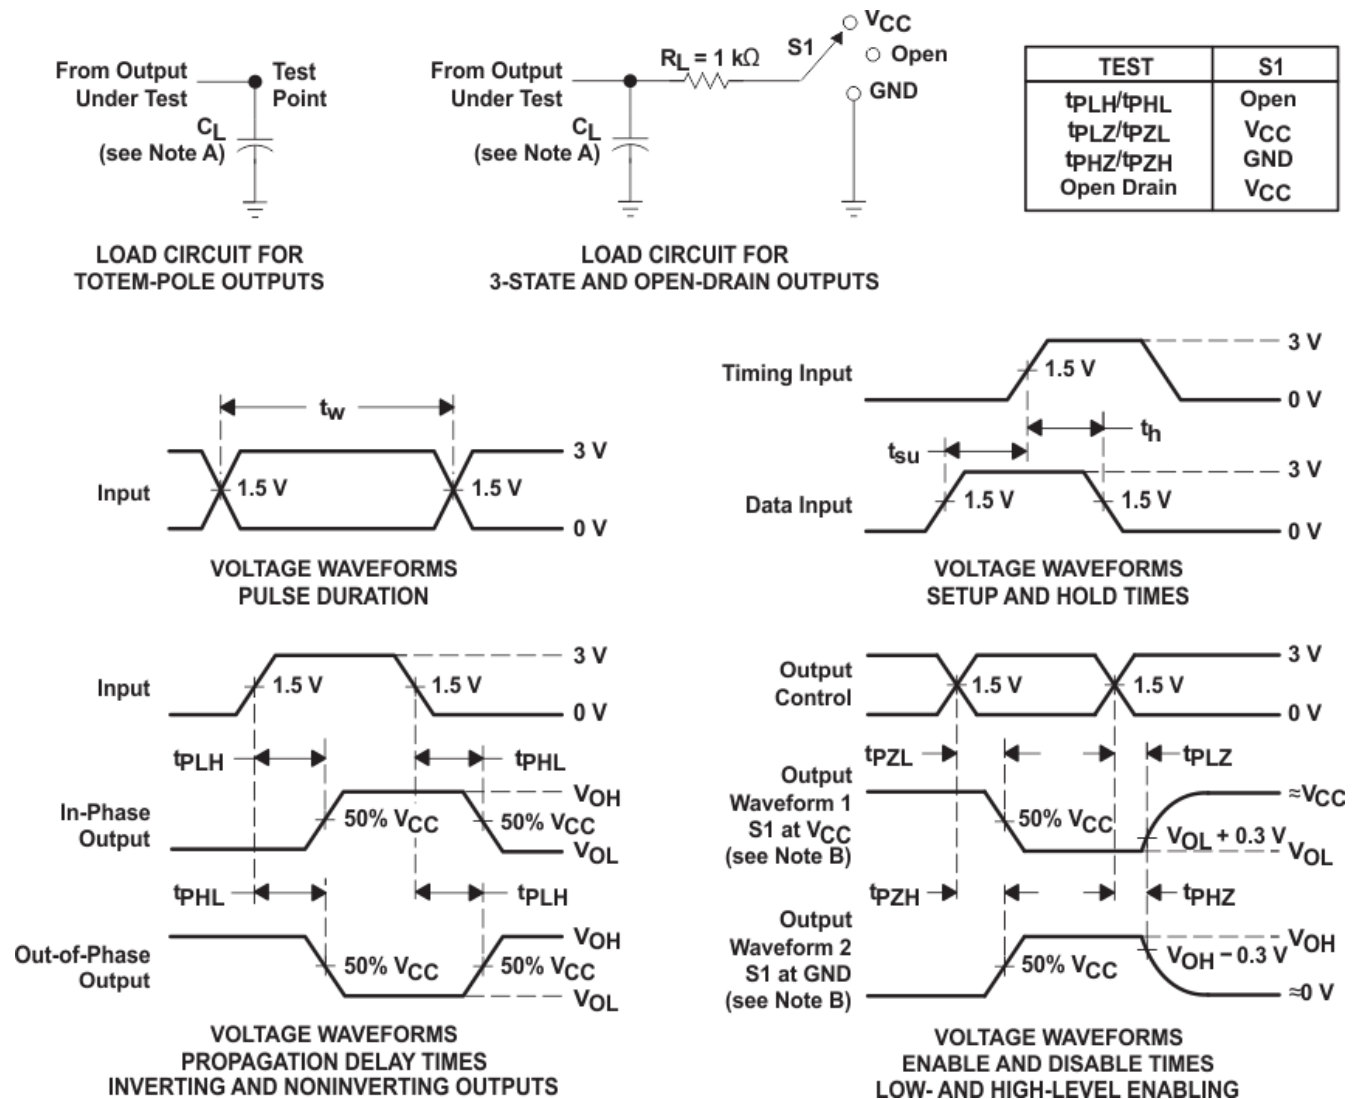 From Output
Under Test
Test
Point
CL
(see Note A)
LOAD CIRCUIT FOR
TOTEM-POLE OUTPUTS
From Output
Under Test
RL = 1 kΩ
S1
VCC
Open
GND
CL
(see Note A)
LOAD CIRCUIT FOR
3-STATE AND OPEN-DRAIN OUTPUTS
TEST S1
tPLH/tPHL Open
tPLZ/tPZL VCC
tPHZ/tPZH GND
Open Drain VCC
tw
3 V
Input
1.5 V 1.5 V
0 V
VOLTAGE WAVEFORMS
PULSE DURATION
3 V
Timing Input
1.5 V
0 V
th
tsu
3 V
Data Input
1.5 V 1.5 V
0 V
VOLTAGE WAVEFORMS
SETUP AND HOLD TIMES
3 V
Input
1.5 V 1.5 V
0 V
tPLH tPHL
VOH
In-Phase
Output
50% VCC 50% VCC
VOL
tPHL tPLH
VOH
Out-of-Phase
Output
50% VCC 50% VCC
VOL
VOLTAGE WAVEFORMS
PROPAGATION DELAY TIMES
INVERTING AND NONINVERTING OUTPUTS
3 V
Output
Control
1.5 V 1.5 V
0 V
tPZL tPLZ
Output
Waveform 1
S1 at VCC
(see Note B)
≈VCC
50% VCC
VOL + 0.3 V
VOL
tPZH tPHZ
Output
Waveform 2
S1 at GND
(see Note B)
VOH
50% VCC
VOH − 0.3 V
≈0 V
VOLTAGE WAVEFORMS
ENABLE AND DISABLE TIMES
LOW- AND HIGH-LEVEL ENABLING